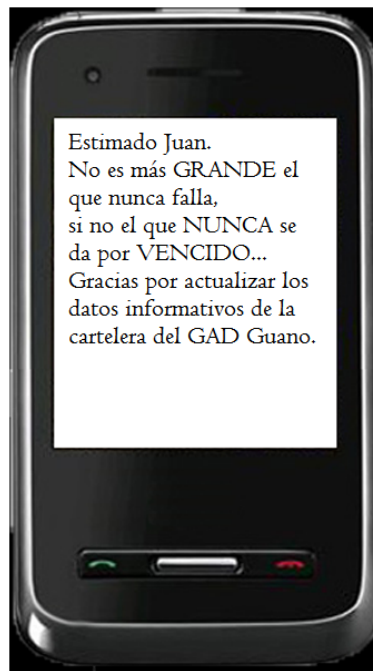 Estimado Juan.
No es más GRANDE el
que nunca falla,
si no el que NUNCA se
da por VENCIDO...
Gracias por actualizar los
datos informativos de la
cartelera del GAD Guano.